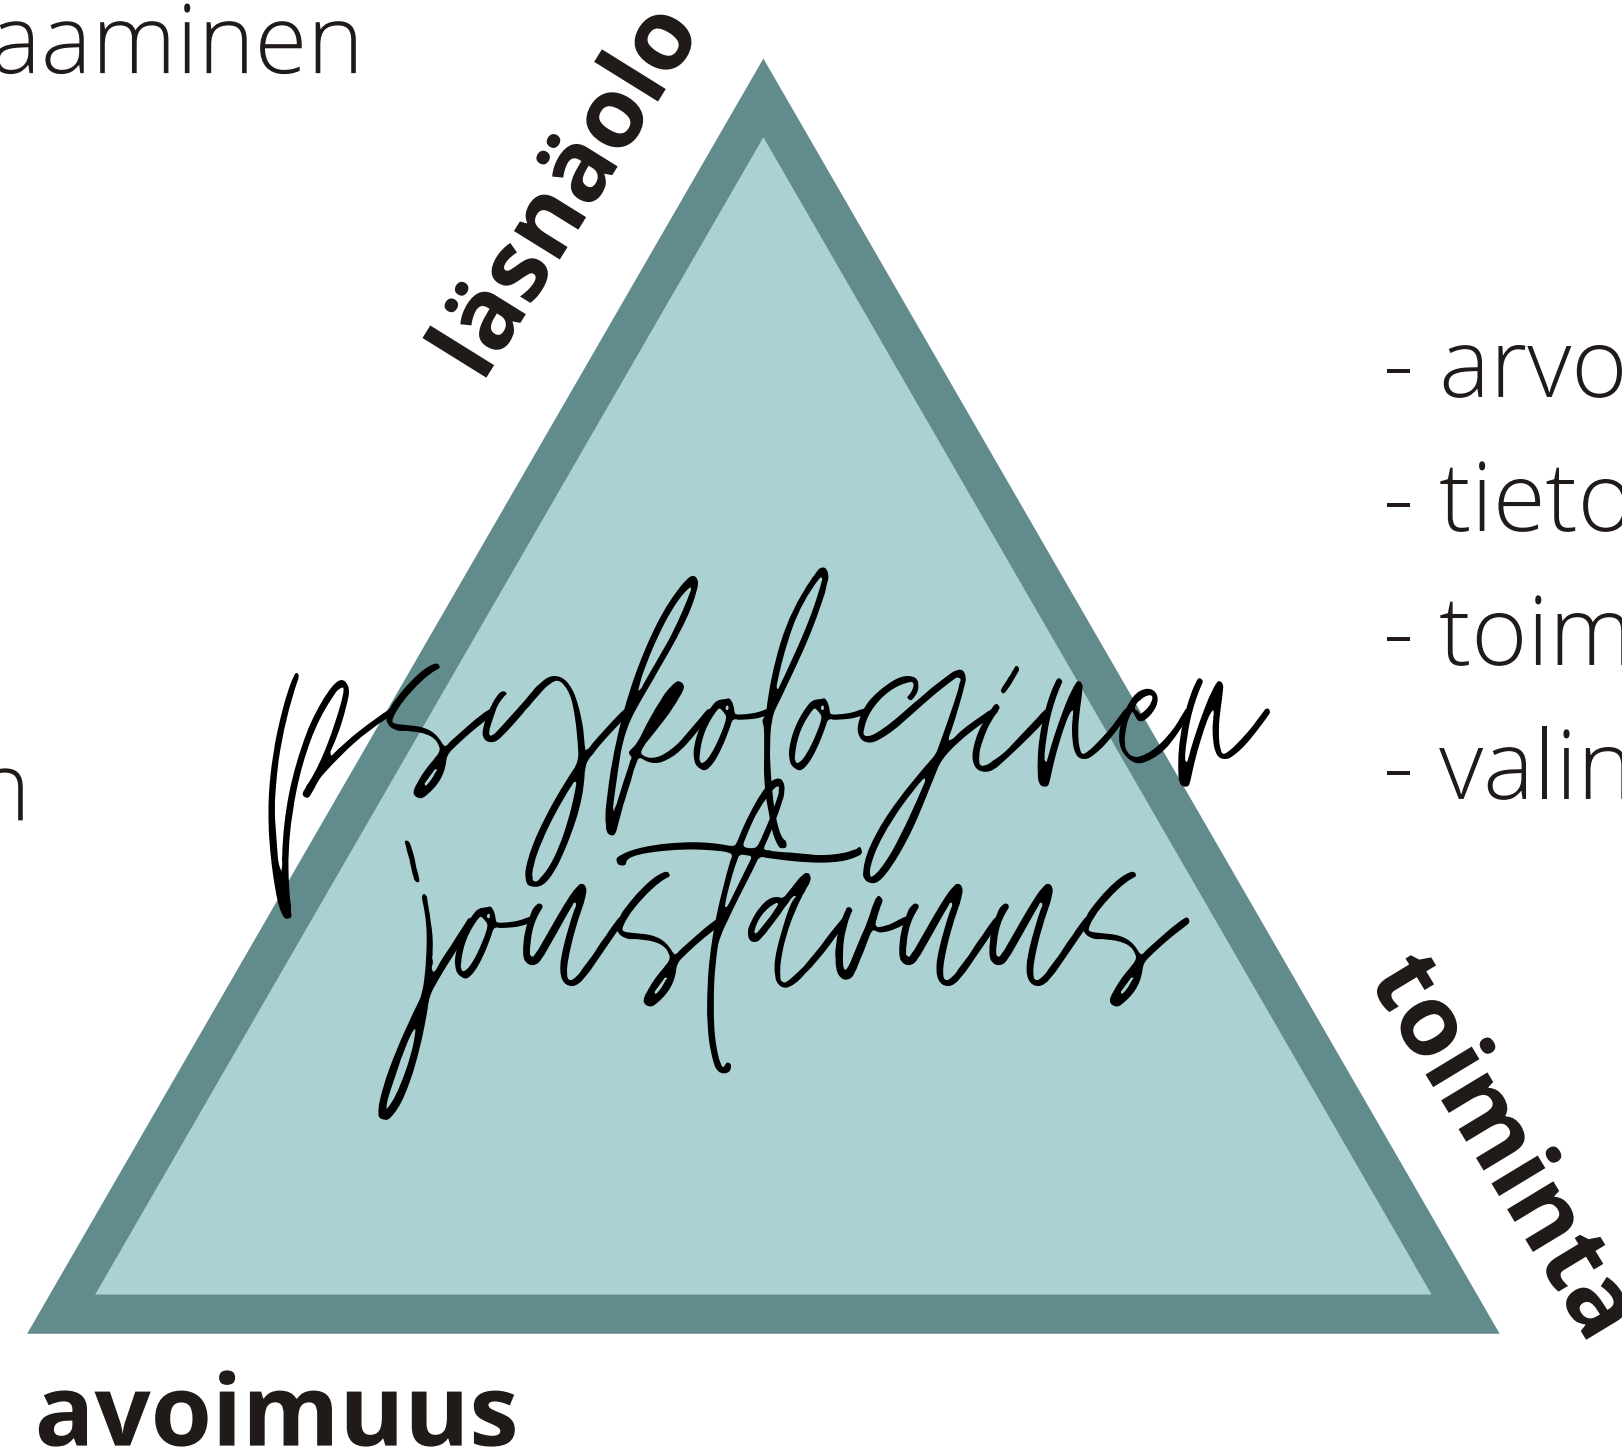 aaminen
läsnäolo
- arvo
- tieto
- toim
- valin
n
psykologinen
joustavuus
toiminta
avoimuus